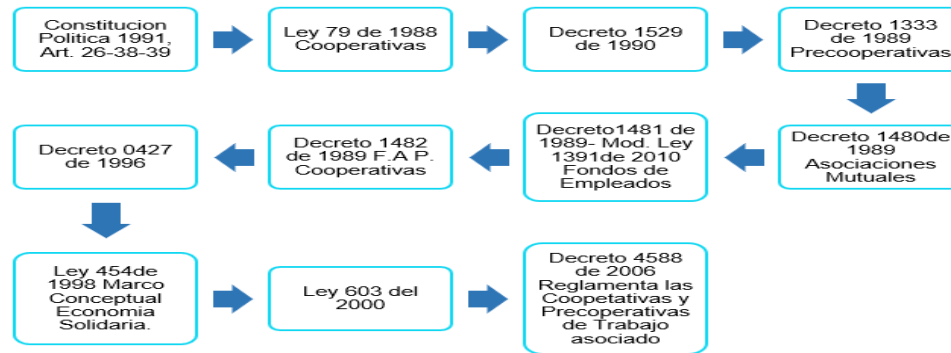 Constitucion
Politica 1991,
Art. 26-38-39
Ley 79 de 1988
Cooperativas
Decreto 1529
de 1990
Decreto 1333
de 1989
Precooperativas
Decreto 1480de
1989
Asociaciones
Mutuales
Decreto1481 de
1989- Mod. Ley
1391de 2010
Fondos de
Empleados
Decreto 1482
de 1989 F.A P.
Cooperativas
Decreto 0427
de 1996
Ley 454de
1998 Marco
Conceptual
Economia
Solidaria.
Ley 603 del
2000
Decreto 4588
de 2006
Reglamenta las
Coopetativas y
Precoperativas
de Trabajo
asociado